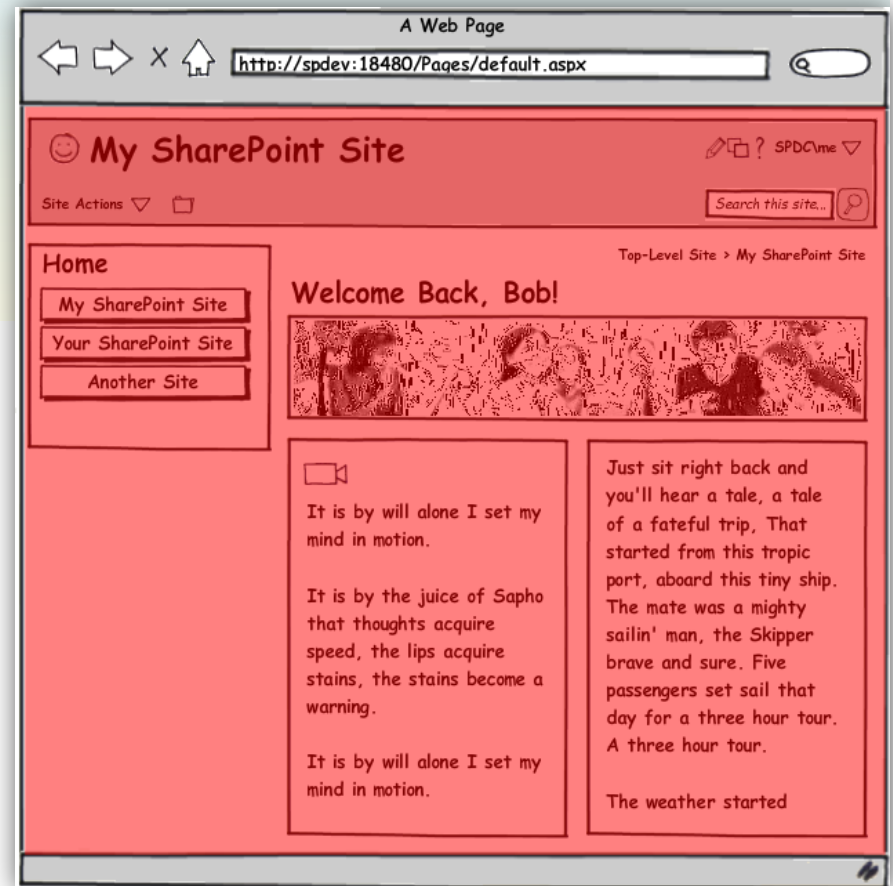 A Web Page
http://spdev:18480/Pages/default.aspx
My SharePoint Site
SPDC\me
Site Actions
Search this site...
Top-Level Site > My SharePoint Site
Home
My SharePoint Site
Your SharePoint Site
Another Site
Welcome Back, Bob!
It is by will alone I set my
mind in motion.
It is by the juice of Sapho
that thoughts acquire
speed, the lips acquire
stains, the stains become a
warning.
It is by will alone I set my
mind in motion.
Just sit right back and
you'll hear a tale, a tale
of a fateful trip, That
started from this tropic
port, aboard this tiny ship.
The mate was a mighty
sailin' man, the Skipper
brave and sure. Five
passengers set sail that
day for a three hour tour.
A three hour tour.
The weather started